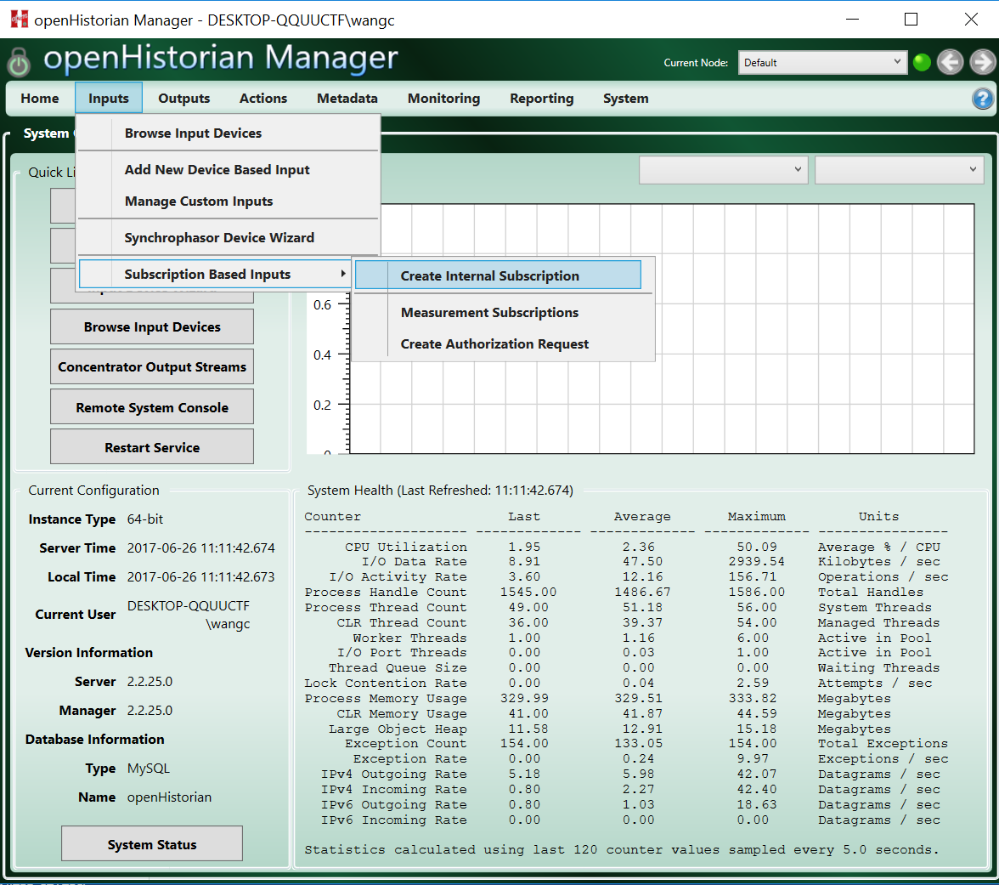 openHistorian Manager - DESKTOP-QQUUCTF\wangc
openHistorian Manager
Current Node: Default
Home Inputs Outputs Actions Metadata Monitoring Reporting System
System
Browse Input Devices
Quick Li
Add New Device Based Input
Manage Custom Inputs
Synchrophasor Device Wizard
Subscription Based Inputs
Create Internal Subscription
Measurement Subscriptions
Create Authorization Request
Browse Input Devices
Concentrator Output Streams
Remote System Console
Restart Service
0.6
0.4
0.2
0
Current Configuration
Instance Type 64-bit
Server Time 2017-06-26 11:11:42.674
Local Time 2017-06-26 11:11:42.673
Current User DESKTOP-QQUUCTF
\wangc
Version Information
Server 2.2.25.0
Manager 2.2.25.0
Database Information
Type MySQL
Name openHistorian
System Status
System Health (Last Refreshed: 11:11:42.674)
Counter Last Average Maximum Units
-------------------- ------------- ------------- ------------- ----------------
CPU Utilization 1.95 2.36 50.09 Average % / CPU
I/O Data Rate 8.91 47.50 2939.54 Kilobytes / sec
I/O Activity Rate 3.60 12.16 156.71 Operations / sec
Process Handle Count 1545.00 1486.67 1586.00 Total Handles
Process Thread Count 49.00 51.18 56.00 System Threads
CLR Thread Count 36.00 39.37 54.00 Managed Threads
Worker Threads 1.00 1.16 6.00 Active in Pool
I/O Port Threads 0.00 0.03 1.00 Active in Pool
Thread Queue Size 0.00 0.00 0.00 Waiting Threads
Lock Contention Rate 0.00 0.04 2.59 Attempts / sec
Process Memory Usage 329.99 329.51 333.82 Megabytes
CLR Memory Usage 41.00 41.87 44.59 Megabytes
Large Object Heap 11.58 12.91 15.18 Megabytes
Exception Count 154.00 133.05 154.00 Total Exceptions
Exception Rate 0.00 0.24 9.97 Exceptions / sec
IPv4 Outgoing Rate 5.18 5.98 42.07 Datagrams / sec
IPv4 Incoming Rate 0.80 2.27 42.40 Datagrams / sec
IPv6 Outgoing Rate 0.80 1.03 18.63 Datagrams / sec
IPv6 Incoming Rate 0.00 0.00 0.00 Datagrams / sec
Statistics calculated using last 120 counter values sampled every 5.0 seconds.